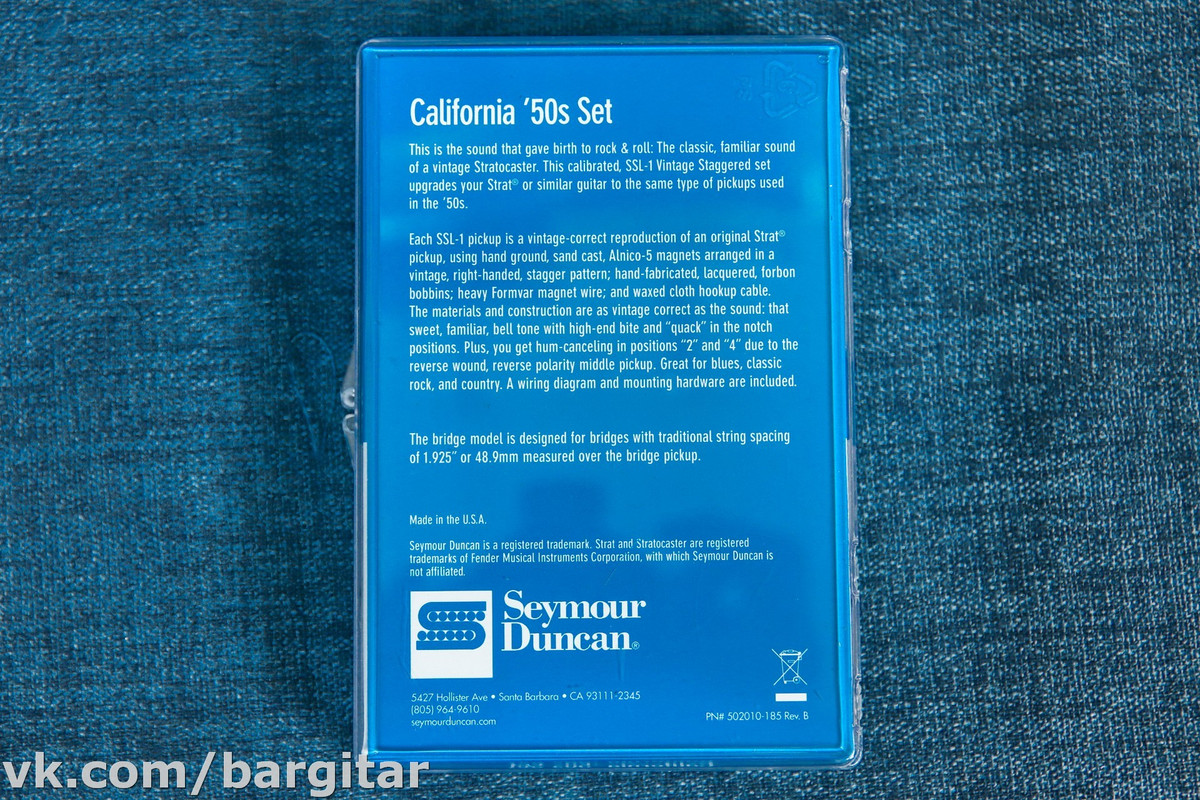 California '50s Set
This is the sound that gave birth to rock & roll: The classic, familiar sound
of a vintage Stratocaster. This calibrated, SSL-1 Vintage Staggered set
upgrades your Strat® or similar guitar to the same type of pickups used
in the '50s.
Each SSL-1 pickup is a vintage-correct reproduction of an original Strat®
pickup, using hand ground, sand cast, Alnico-5 magnets arranged in a
vintage, right-handed, stagger pattern; hand-fabricated, lacquered, forbon
bobbins; heavy Formvar magnet wire; and waxed cloth hookup cable.
The materials and construction are as vintage correct as the sound: that
sweet, familiar, bell tone with high-end bite and "quack" in the notch
positions. Plus, you get hum-canceling in positions "2" and "4" due to the
reverse wound, reverse polarity middle pickup. Great for blues, classic
rock, and country. A wiring diagram and mounting hardware are included.
The bridge model is designed for bridges with traditional string spacing
of 1.925" or 48.9mm measured over the bridge pickup.
Made in the U.S.A.
Seymour Duncan is a registered trademark. Strat and Stratocaster are registered
trademarks of Fender Musical Instruments Corporation, with which Seymour Duncan is
not affiliated.
Seymour
Duncan®
5427 Hollister Ave • Santa Barbara • CA 93111-2345
(805) 964-9610
seymourduncan.com
PN# 502010-185 Rev. B
vk.com/bargitar